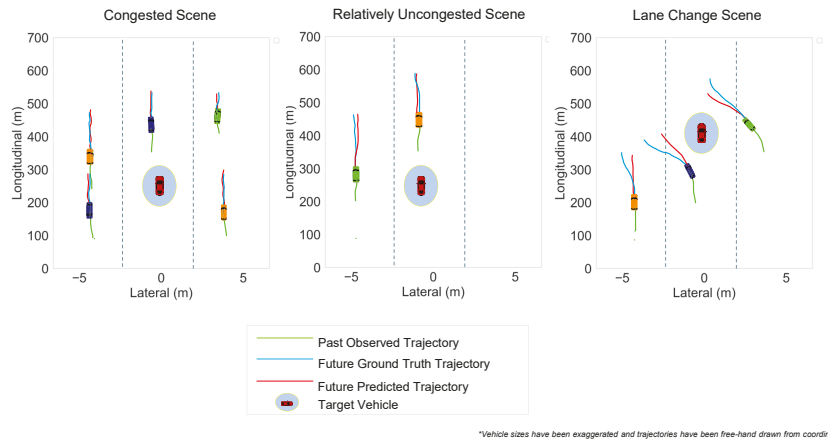 Congested Scene
Relatively Uncongested Scene
Lane Change Scene
700
600
500
400
300
200
100
0
Longitudinal (m)
−5
0
5
Lateral (m)
700
600
500
400
300
200
100
0
Longitudinal (m)
−5
0
5
Lateral (m)
700
600
500
400
300
200
100
0
Longitudinal (m)
−5
0
5
Lateral (m)
Past Observed Trajectory
Future Ground Truth Trajectory
Future Predicted Trajectory
Target Vehicle
*Vehicle sizes have been exaggerated and trajectories have been free-hand drawn from